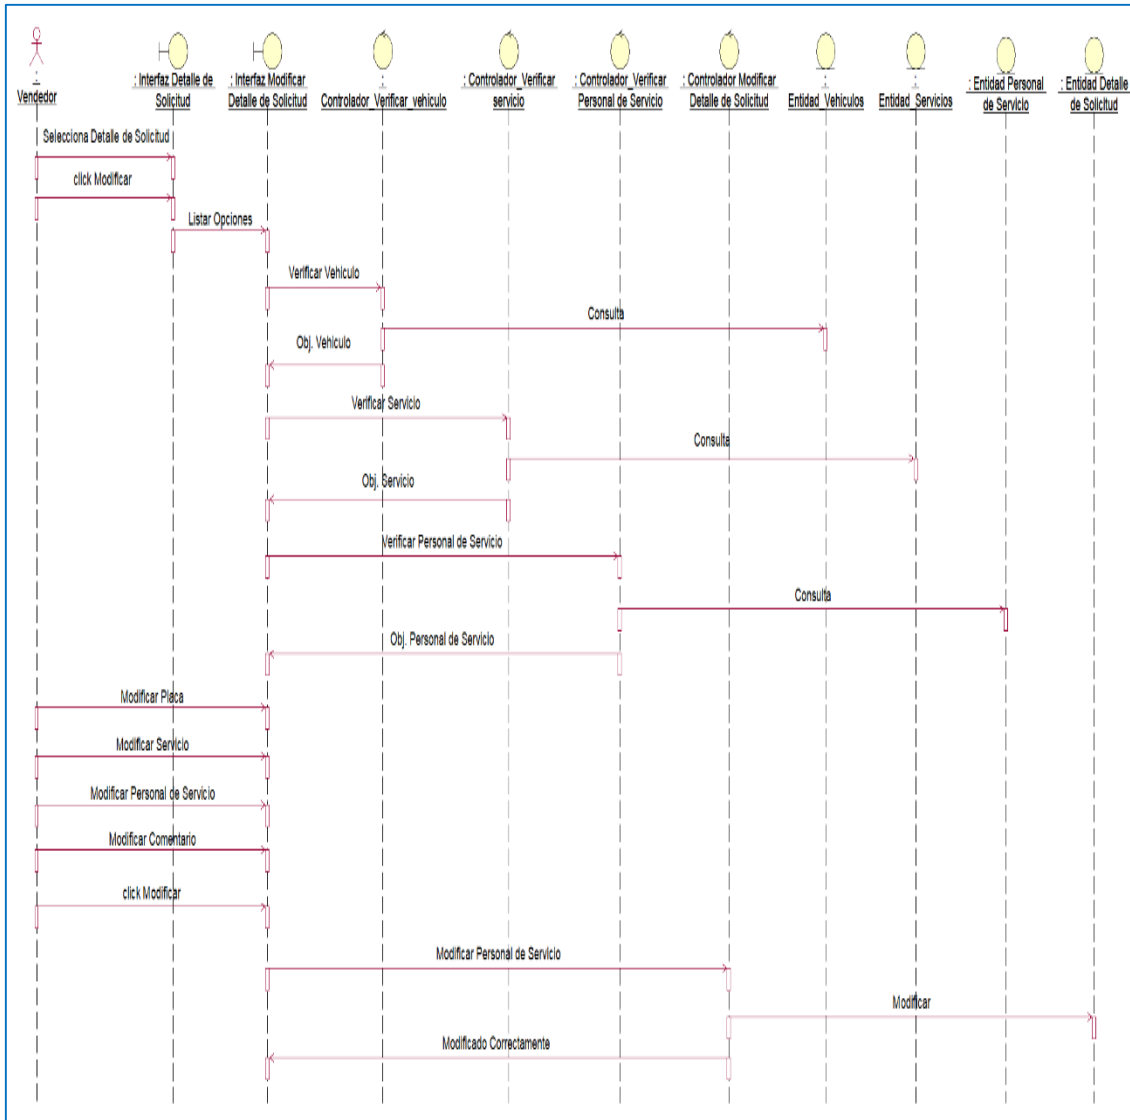 :
Vendedor
: Interfaz Detalle de
Solicitud
: Interfaz Modificar
Detalle de Solicitud
:
Controlador_Verificar_vehiculo
: Controlador_Verificar
servicio
: Controlador_Verificar
Personal de Servicio
: Controlador Modificar
Detalle de Solicitud
:
Entidad_Vehiculos
:
Entidad_Servicios
: Entidad Personal
de Servicio
: Entidad Detalle
de Solicitud
Selecciona Detalle de Solicitud
click Modificar
Listar Opciones
Verificar Vehiculo
Consulta
Obj. Vehiculo
Verificar Servicio
Consulta
Obj. Servicio
Verificar Personal de Servicio
Consulta
Obj. Personal de Servicio
Modificar Placa
Modificar Servicio
Modificar Personal de Servicio
Modificar Comentario
click Modificar
Modificar Personal de Servicio
Modificar
Modificado Correctamente